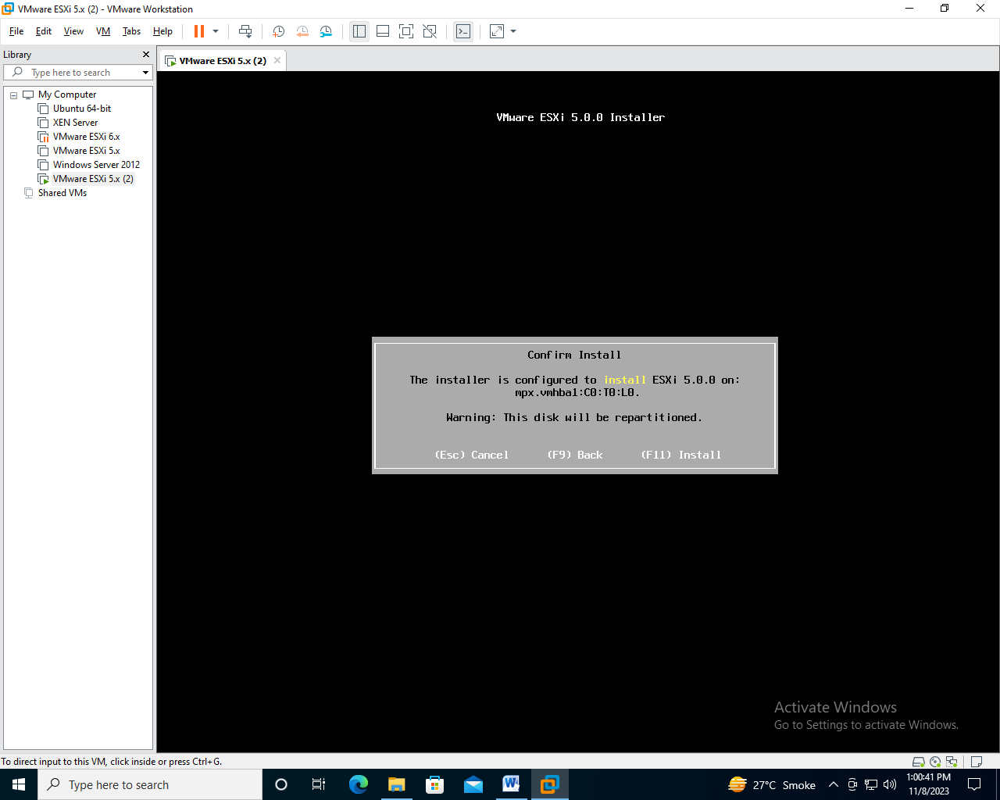 VMware ESXi 5.x (2) - VMware Workstation
File Edit View VM Tabs Help
Library
Type here to search
My Computer
Ubuntu 64-bit
XEN Server
VMware ESXi 6.x
VMware ESXi 5.x
Windows Server 2012
VMware ESXi 5.x (2)
Shared VMs
VMware ESXi 5.x (2)
VMware ESXi 5.0.0 Installer
Confirm Install
The installer is configured to install ESXi 5.0.0 on:
mpx.vmhba1:C0:T0:L0.
Warning: This disk will be repartitioned.
(Esc) Cancel (F9) Back (F11) Install
Activate Windows
Go to Settings to activate Windows.
To direct input to this VM, click inside or press Ctrl+G.
Type here to search
27°C Smoke
1:00:41 PM
11/8/2023